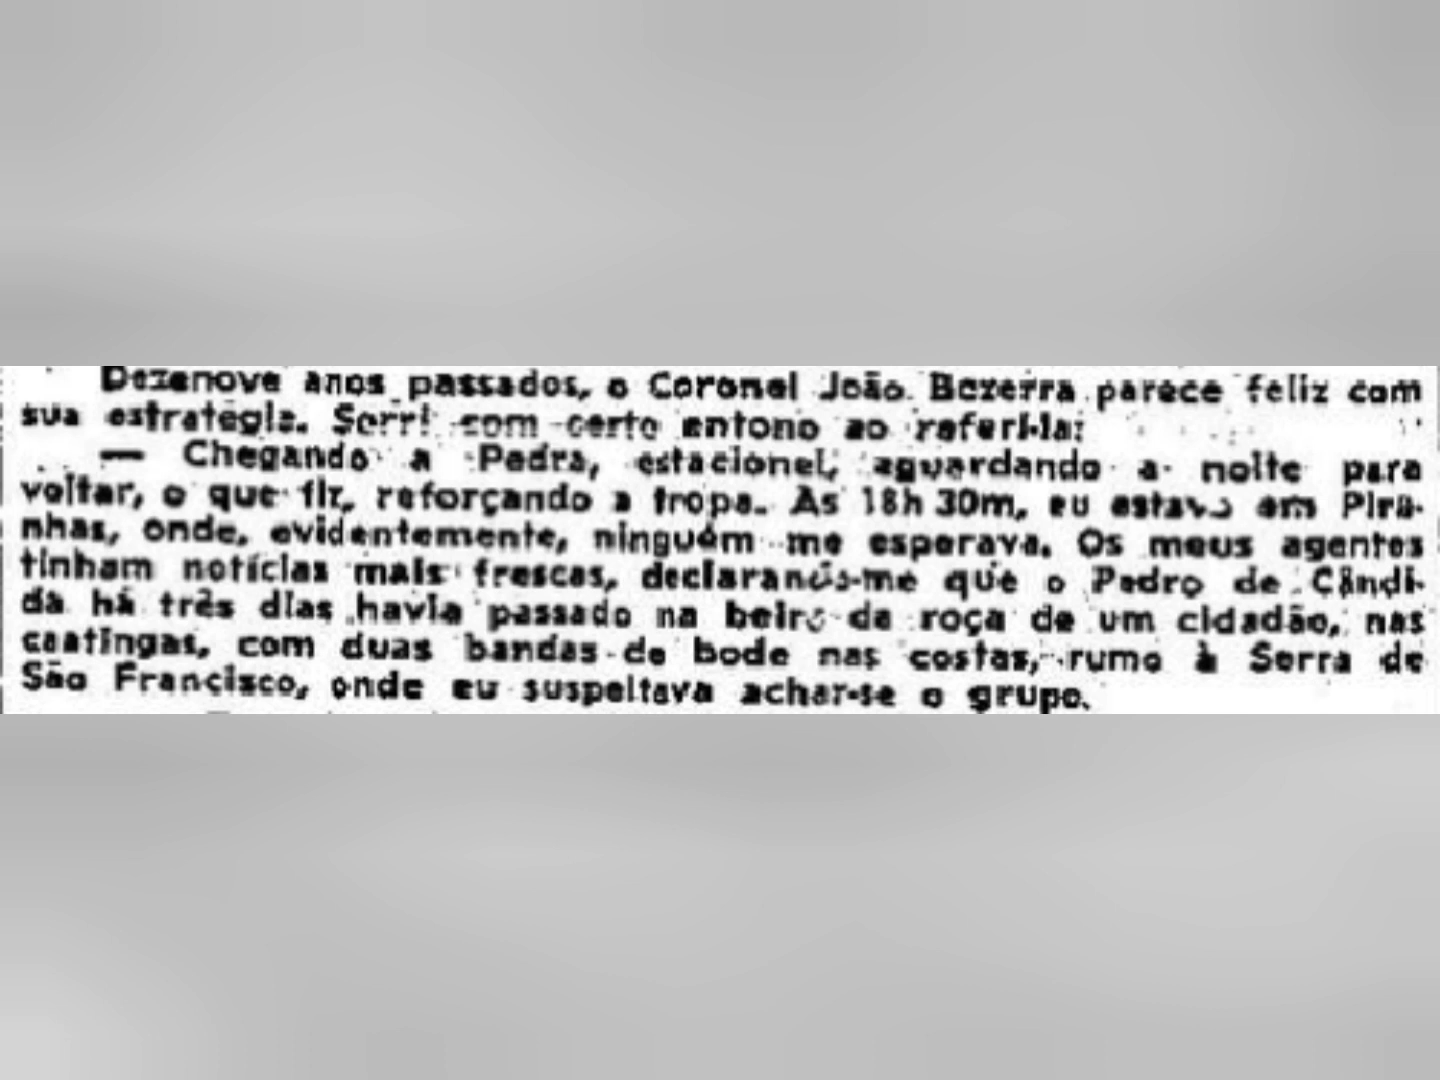 Dezenove anos passados, o Coronel João Bezerra parece feliz com
sua estratégia. Sorri com certo entono ao referi-la:
— Chegando a Pedra, estacionei, aguardando a noite para
voltar, o que fiz, reforçando a tropa. As 18h 30m, eu estava em Pira-
nhas, onde, evidentemente, ninguém me esperava. Os meus agentes
tinham notícias mais frescas, declarando-me que o Pedro de Cândi-
da há três dias havia passado na beira da roça de um cidadão, nas
caatingas, com duas bandas de bode nas costas, rumo à Serra de
São Francisco, onde eu suspeitava achar-se o grupo.